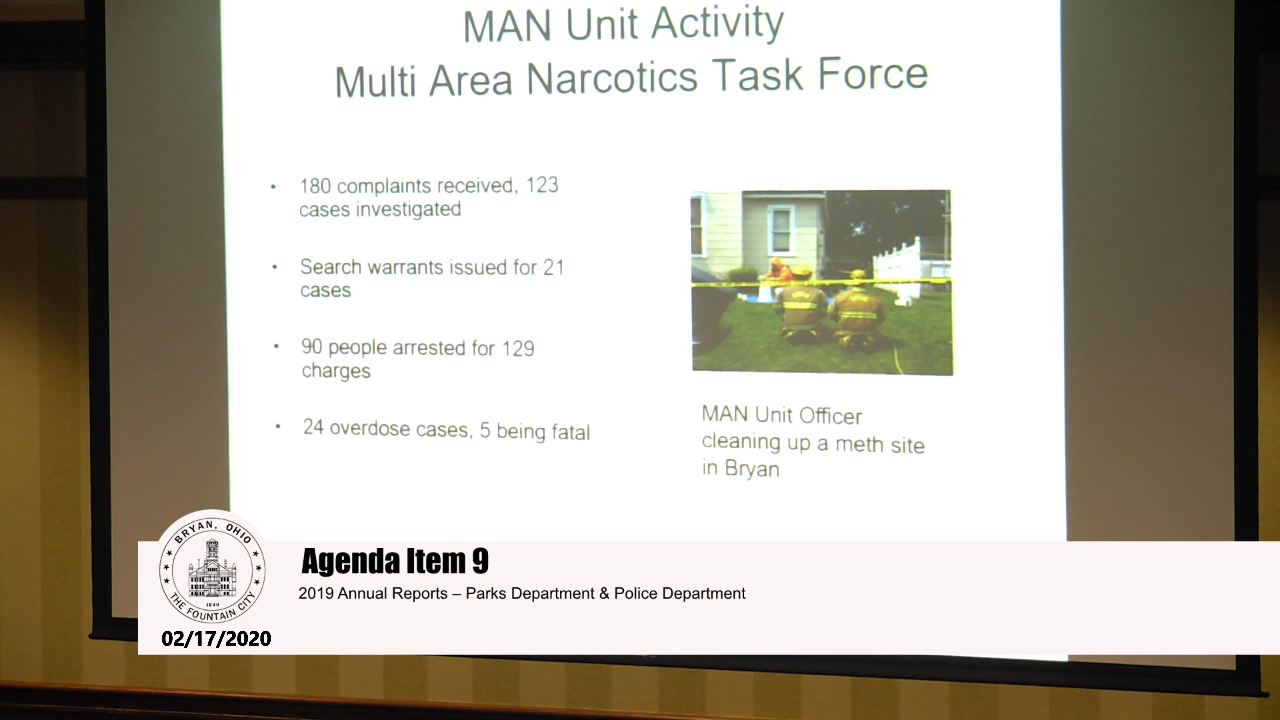 MAN Unit Activity
Multi Area Narcotics Task Force
• 180 complaints received, 123
cases investigated
• Search warrants issued for 21
cases
• 90 people arrested for 129
charges
• 24 overdose cases, 5 being fatal
MAN Unit Officer
cleaning up a meth site
in Bryan
BRYAN, OHIO
1840
THE FOUNTAIN CITY
02/17/2020
Agenda Item 9
2019 Annual Reports – Parks Department & Police Department